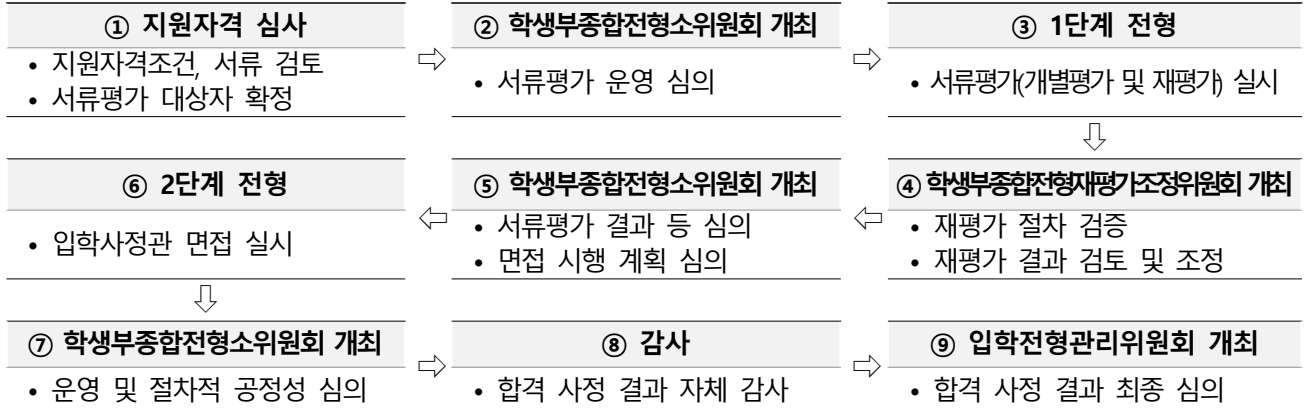 ① 지원자격 심사
• 지원자격조건, 서류 검토
• 서류평가 대상자 확정
⇨
② 학생부종합전형소위원회 개최
• 서류평가 운영 심의
⇨
③ 1단계 전형
• 서류평가(개별평가 및 재평가) 실시
⇩
④ 학생부종합전형재평가조정위원회 개최
• 재평가 절차 검증
• 재평가 결과 검토 및 조정
⇦
⑤ 학생부종합전형소위원회 개최
• 서류평가 결과 등 심의
• 면접 시행 계획 심의
⇦
⑥ 2단계 전형
• 입학사정관 면접 실시
⇩
⑦ 학생부종합전형소위원회 개최
• 운영 및 절차적 공정성 심의
⇨
⑧ 감사
• 합격 사정 결과 자체 감사
⇨
⑨ 입학전형관리위원회 개최
• 합격 사정 결과 최종 심의